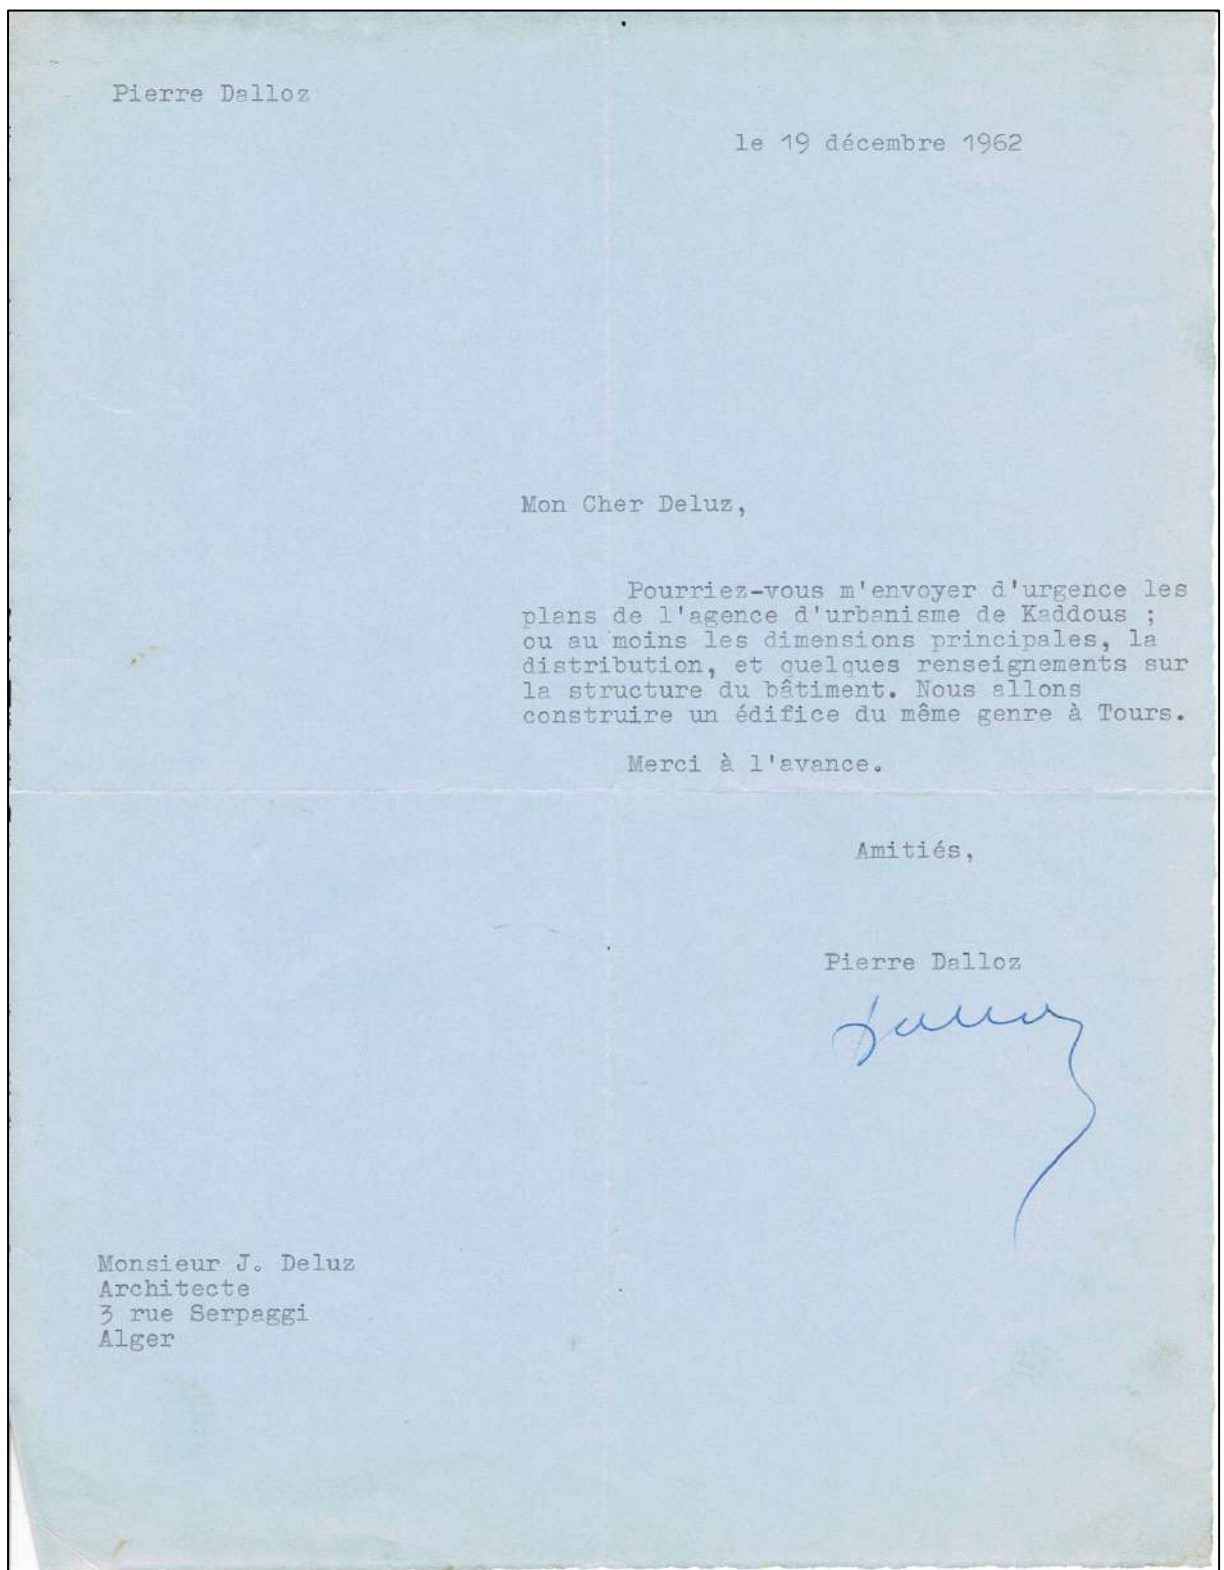 Pierre Dalloz
le 19 décembre 1962
Mon Cher Deluz,
Pourriez-vous m'envoyer d'urgence les
plans de l'agence d'urbanisme de Kaddous ;
ou au moins les dimensions principales, la
distribution, et quelques renseignements sur
la structure du bâtiment. Nous allons
construire un édifice du même genre à Tours.
Merci à l'avance.
Amitiés,
Pierre Dalloz
Dalloz
Monsieur J. Deluz
Architecte
3 rue Serpaggi
Alger